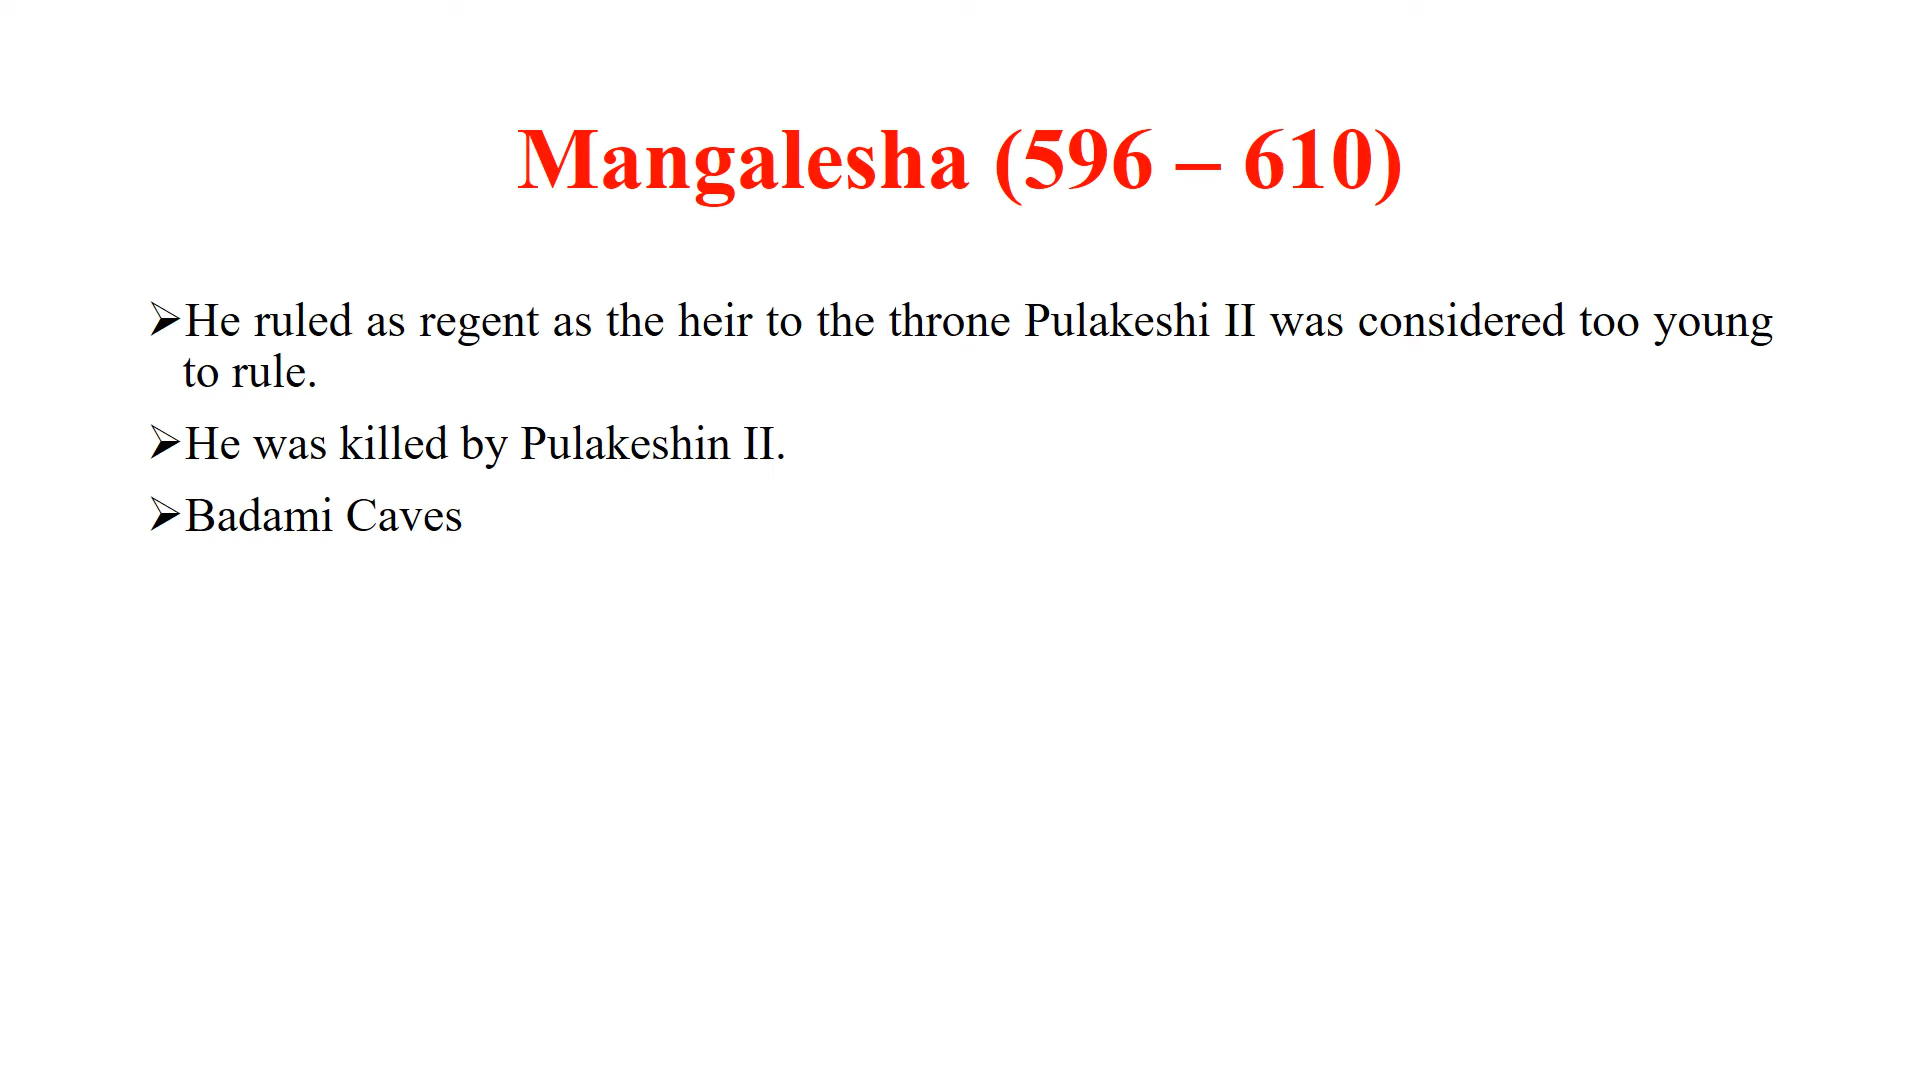 Mangalesha (596 – 610)
➢He ruled as regent as the heir to the throne Pulakeshi II was considered too young
to rule.
➢He was killed by Pulakeshin II.
➢Badami Caves